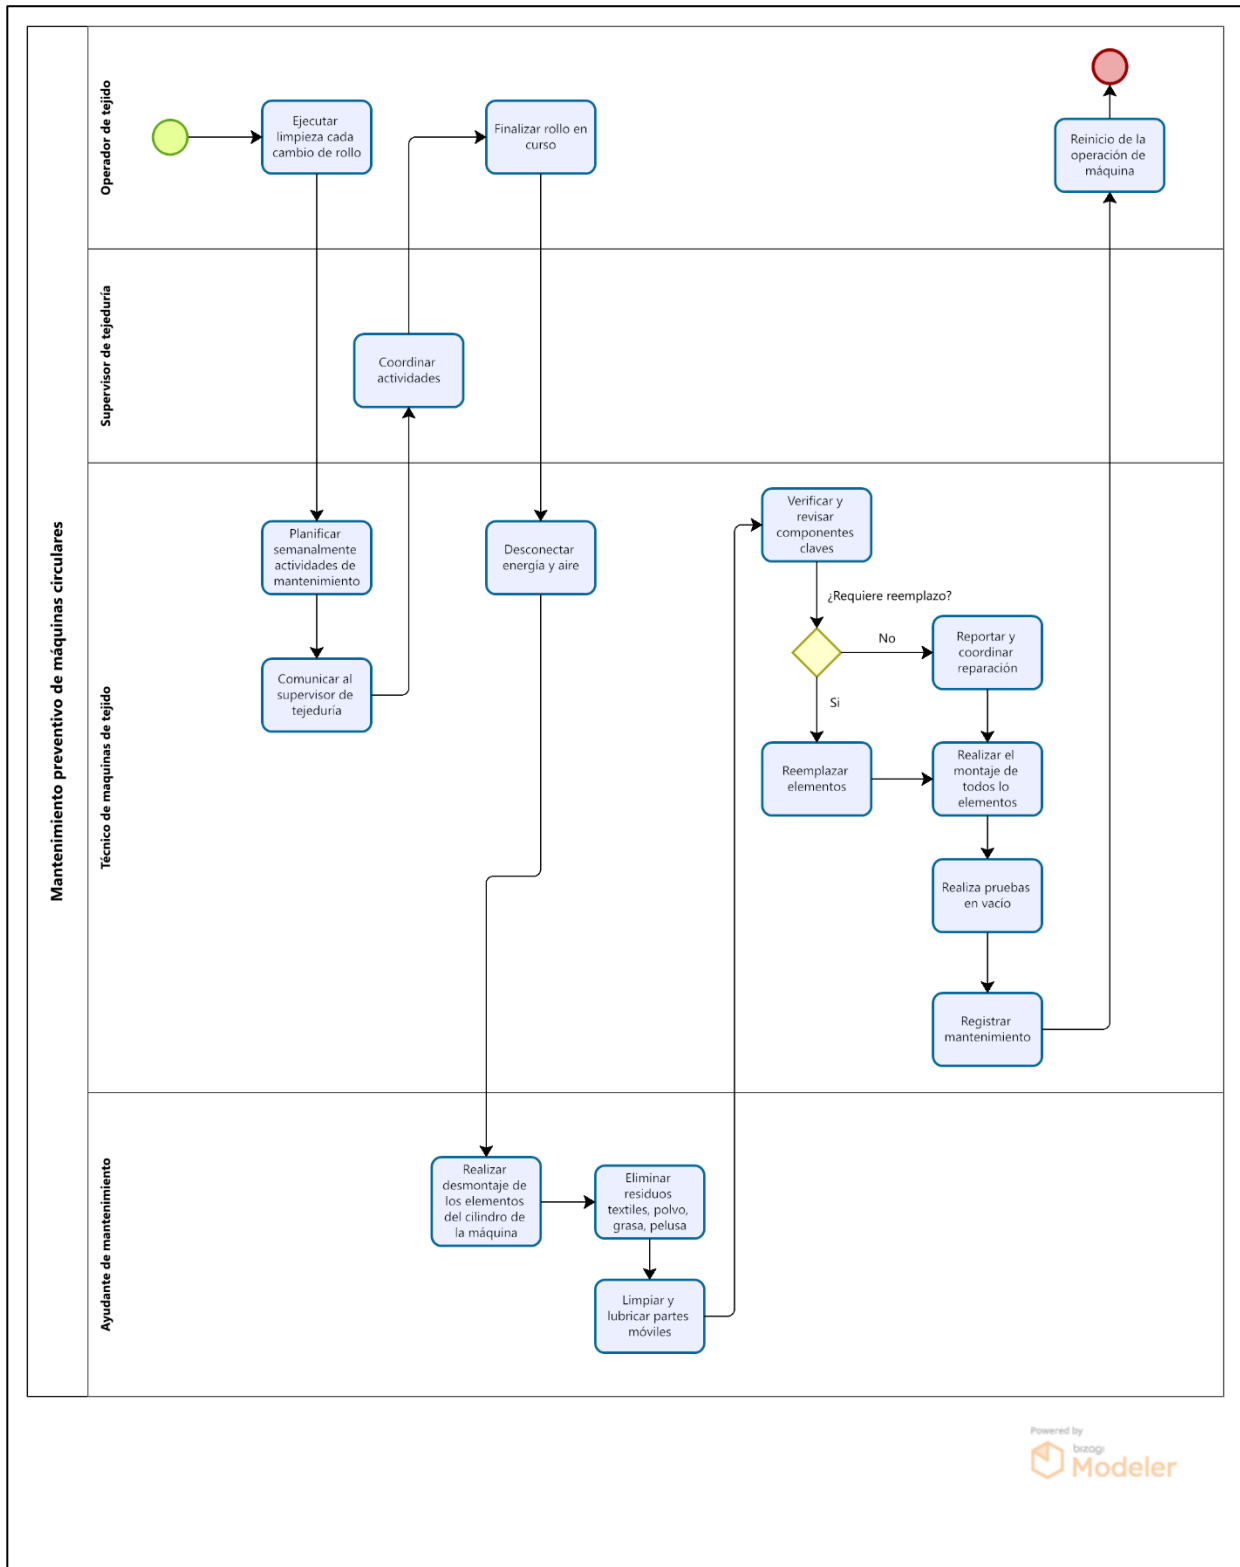 Mantenimiento preventivo de máquinas circulares
Operador de tejido
Ejecutar
limpieza cada
cambio de rollo
Finalizar rollo en
curso
Reinicio de la
operación de
máquina
Supervisor de tejeduría
Coordinar
actividades
Técnico de maquinas de tejido
Planificar
semanalmente
actividades de
mantenimiento
Comunicar al
supervisor de
tejeduría
Desconectar
energía y aire
Verificar y
revisar
componentes
claves
¿Requiere reemplazo?
No
Si
Reportar y
coordinar
reparación
Reemplazar
elementos
Realizar el
montaje de
todos lo
elementos
Realiza pruebas
en vacío
Registrar
mantenimiento
Ayudante de mantenimiento
Realizar
desmontaje de
los elementos
del cilindro de
la máquina
Eliminar
residuos
textiles, polvo,
grasa, pelusa
Limpiar y
lubricar partes
móviles
Powered by
bizagi
Modeler